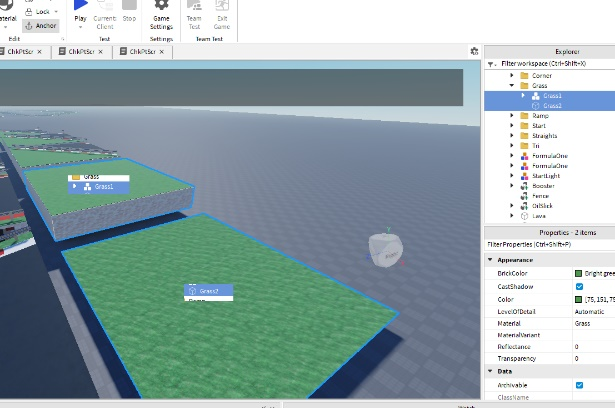 Material
Lock
Anchor
Edit
Play
Current:
Client
Stop
Test
Game
Settings
Settings
Team
Test
Exit
Game
Team Test
ChkPtScr ×
ChkPtScr ×
ChkPtScr ×
Grass
Grass1
Grass2
Explorer
Filter workspace (Ctrl+Shift+X)
Corner
Grass
Grass1
Grass2
Ramp
Start
Straights
Tri
FormulaOne
FormulaOne
StartLight
Booster
Fence
OilSlick
Lava
Properties - 2 items
Filter Properties (Ctrl+Shift+P)
Appearance
BrickColor Bright gree
CastShadow
Color [75, 151, 75
LevelOfDetail Automatic
Material Grass
MaterialVariant
Reflectance 0
Transparency 0
Data
Archivable
ClassName